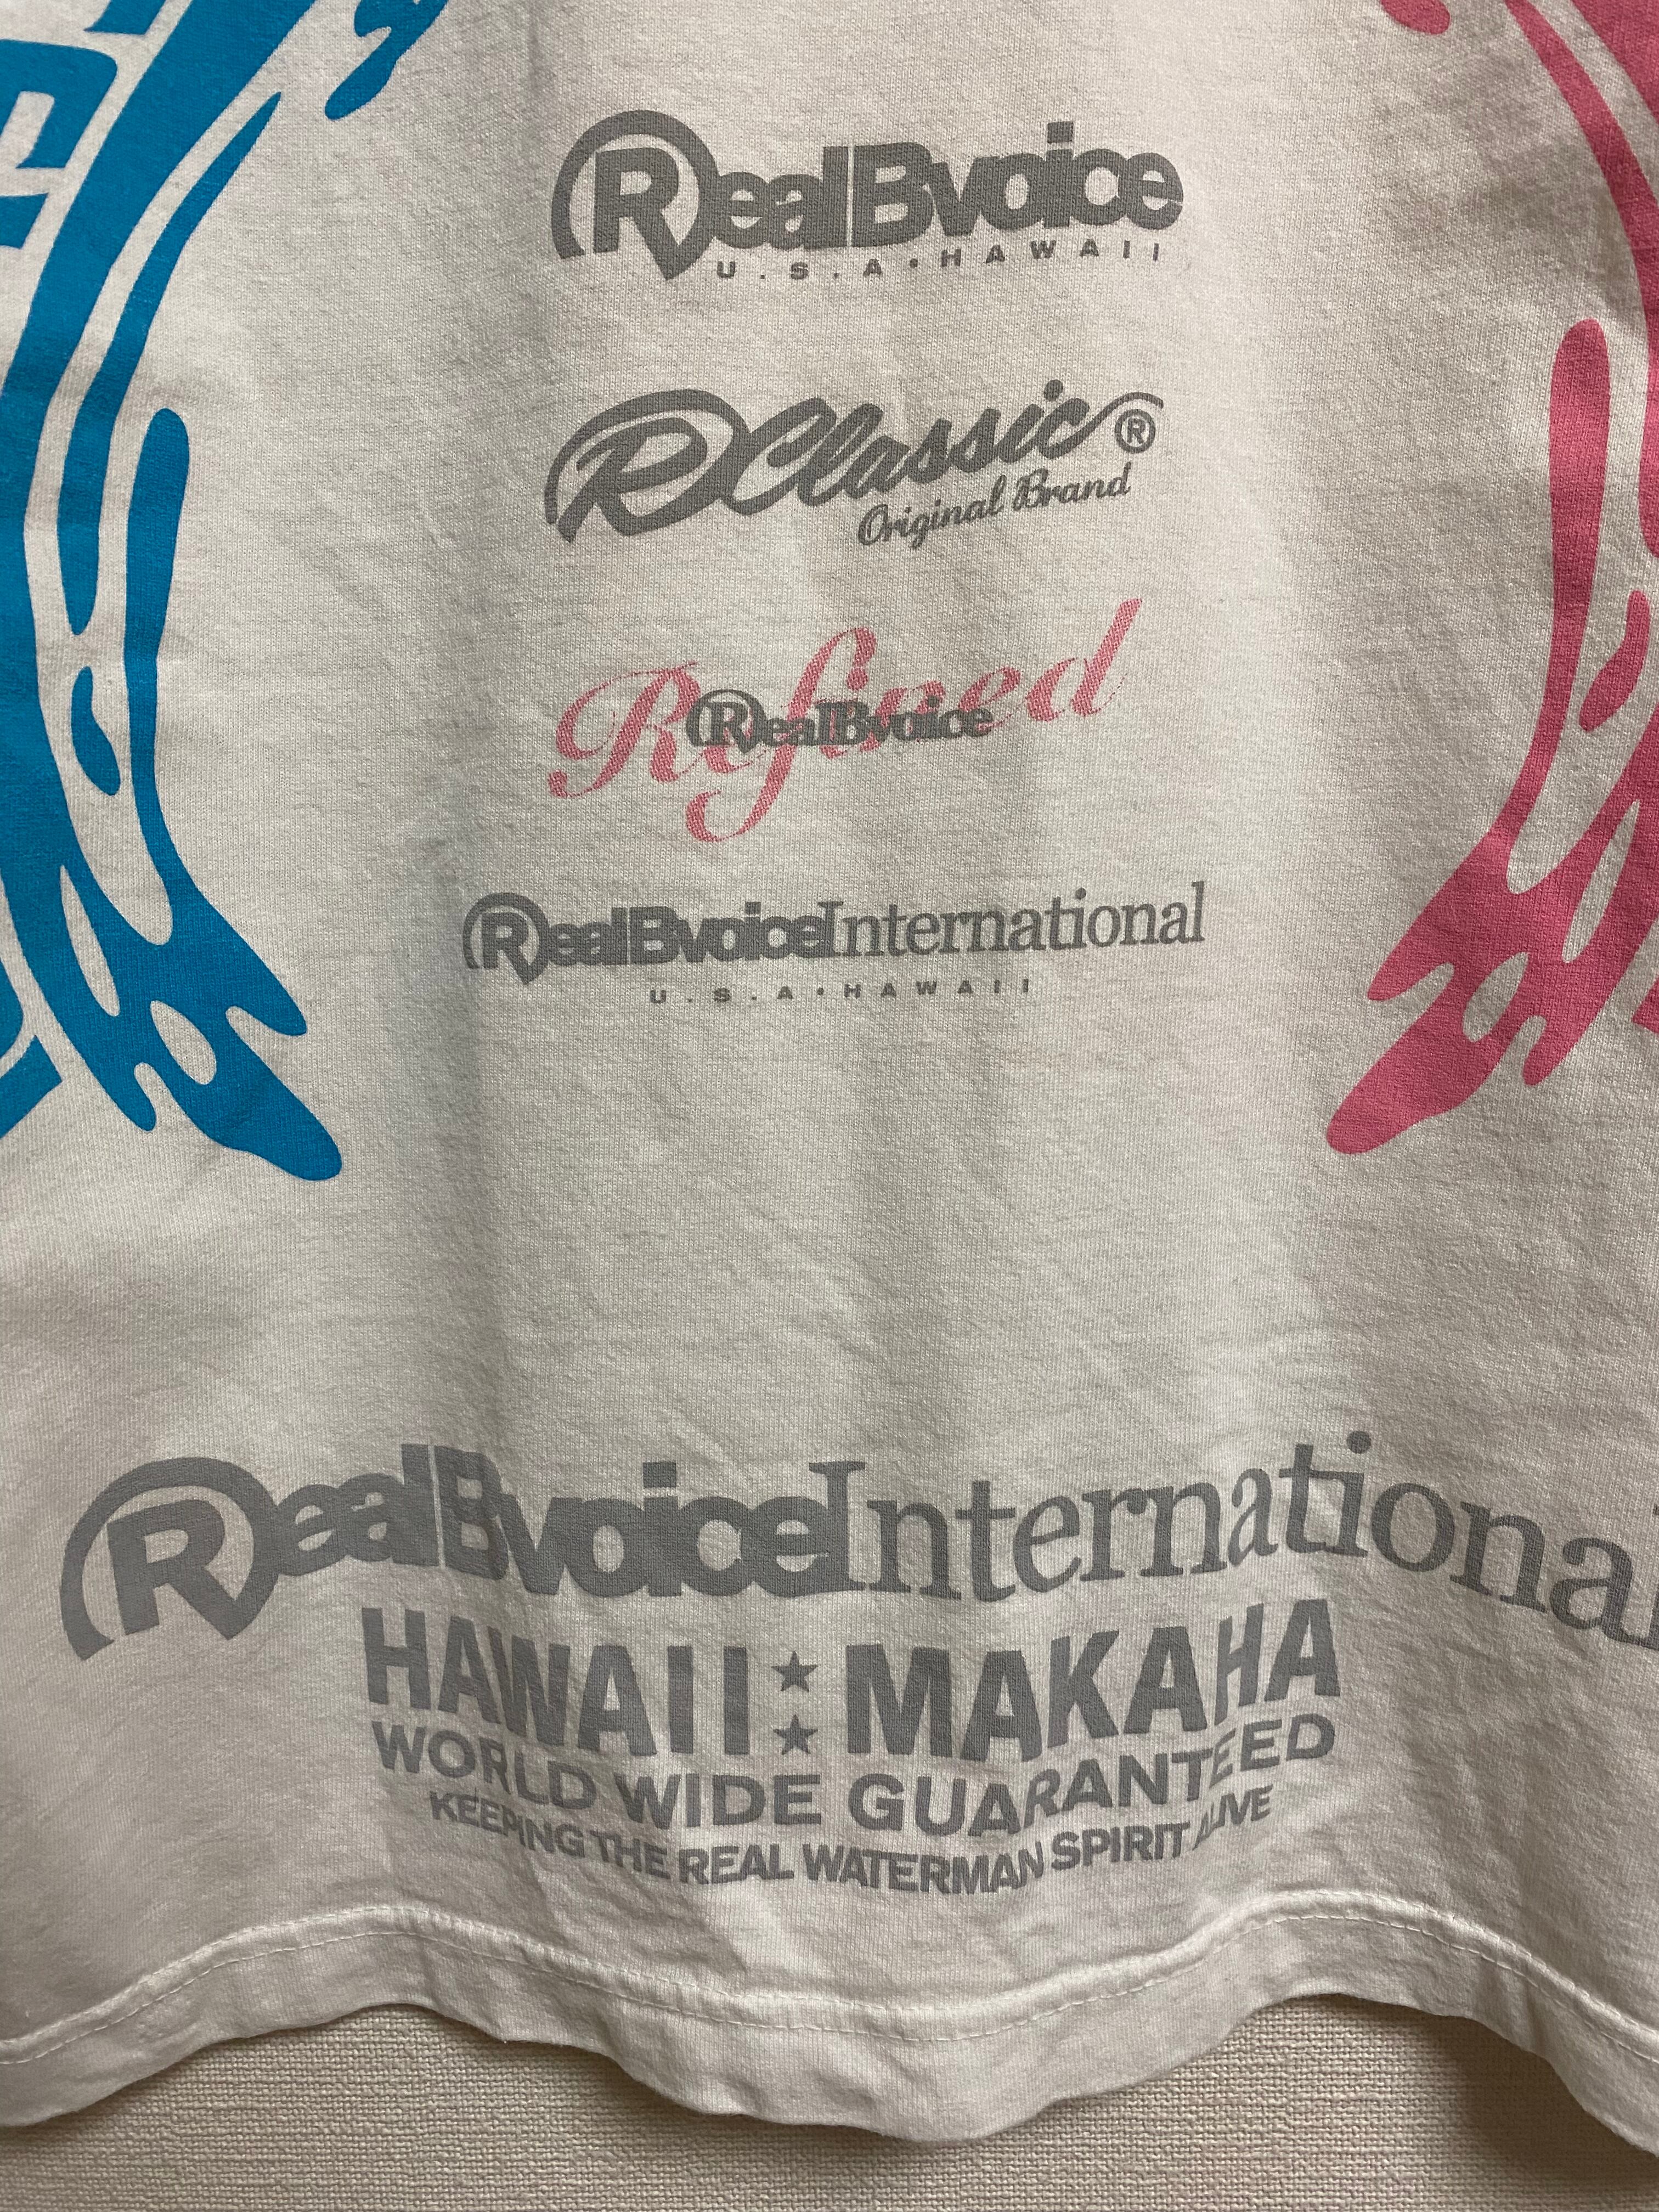 RealBvoice
U.S.A•HAWAII
RClassic®
Original Brand
Refined
RealBvoice
RealBvoiceInternational
U.S.A•HAWAII
RealBvoiceInternational
HAWAII★★MAKAHA
WORLD WIDE GUARANTEED
KEEPING THE REAL WATERMAN SPIRIT ALIVE